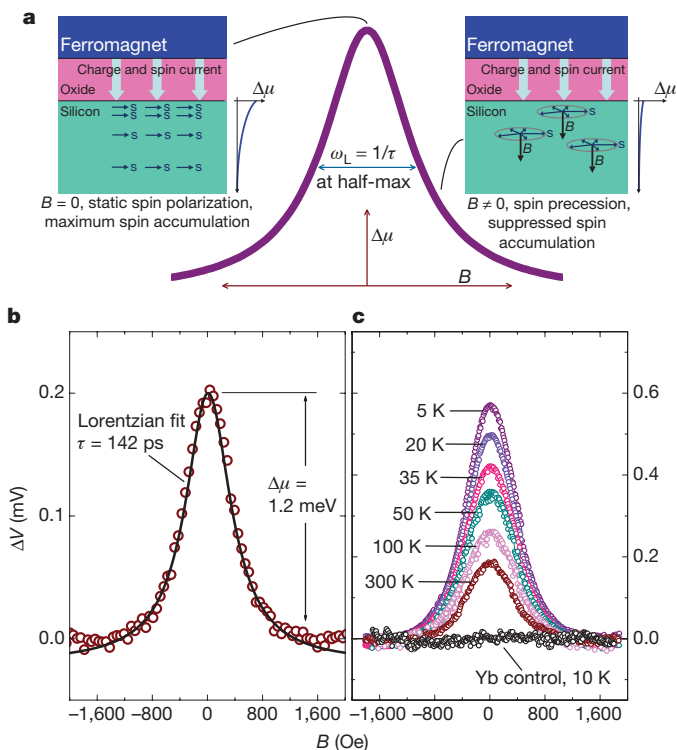 a
Ferromagnet
Charge and spin current
Oxide
Silicon
S S S
S S S
S S S
S S S
Δμ
B = 0, static spin polarization,
maximum spin accumulation
ω_L = 1/τ
at half-max
Δμ
B
Ferromagnet
Charge and spin current
Oxide
Silicon
S
S
S
B
B
B
Δμ
B ≠ 0, spin precession,
suppressed spin
accumulation
b
0.2
0.1
0.0
ΔV (mV)
Lorentzian fit
τ = 142 ps
Δμ =
1.2 meV
−1,600 −800 0 800 1,600
c
5 K
20 K
35 K
50 K
100 K
300 K
Yb control, 10 K
0.6
0.4
0.2
0.0
−1,600 −800 0 800 1,600
B (Oe)